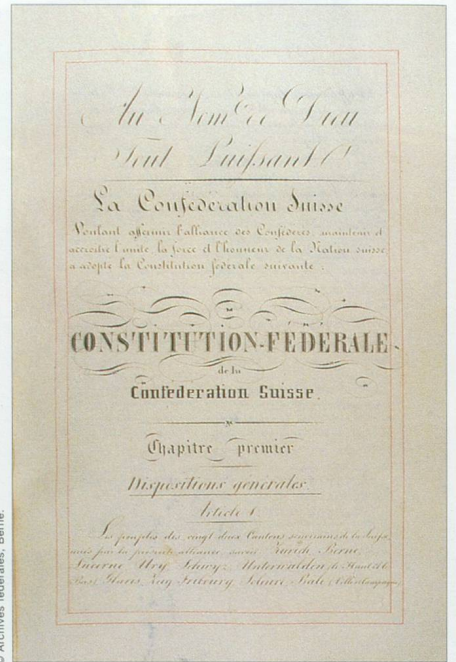 Au Nom de Dieu
Tout Puissant!
La Confédération Suisse
Voulant affermir l'alliance des Confédérés; maintenir et
accroître l'unité, la force et l'honneur de la Nation suisse,
a adopté la Constitution fédérale suivante:
CONSTITUTION-FÉDÉRALE
de la
Confédération Suisse.
Chapitre premier
Dispositions générales
Article 1.
Les peuples des vingt deux Cantons souverains de la Suisse,
unis par la présente alliance, savoir Zurich, Berne,
Lucerne, Ury, Schwyz, Unterwalden, le Haut et le
Bas, Glaris, Zug, Fribourg, Soleure, Bâle, Ville et Campagne
© Archives fédérales, Berne.